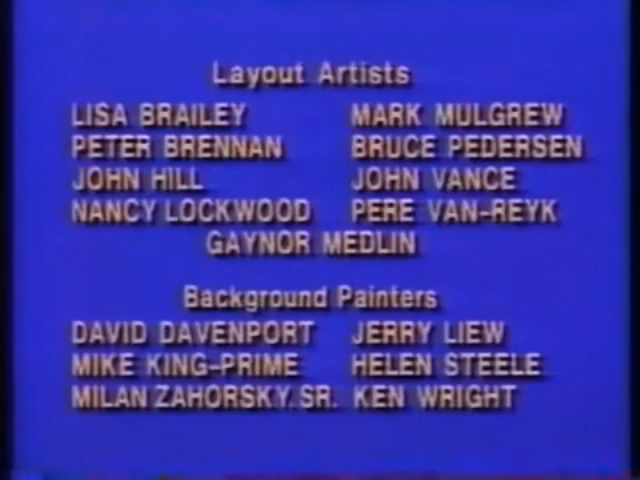 Layout Artists
LISA BRAILEY MARK MULGREW
PETER BRENNAN BRUCE PEDERSEN
JOHN HILL JOHN VANCE
NANCY LOCKWOOD PERE VAN-REYK
GAYNOR MEDLIN
Background Painters
DAVID DAVENPORT JERRY LIEW
MIKE KING-PRIME HELEN STEELE
MILAN ZAHORSKY. SR. KEN WRIGHT